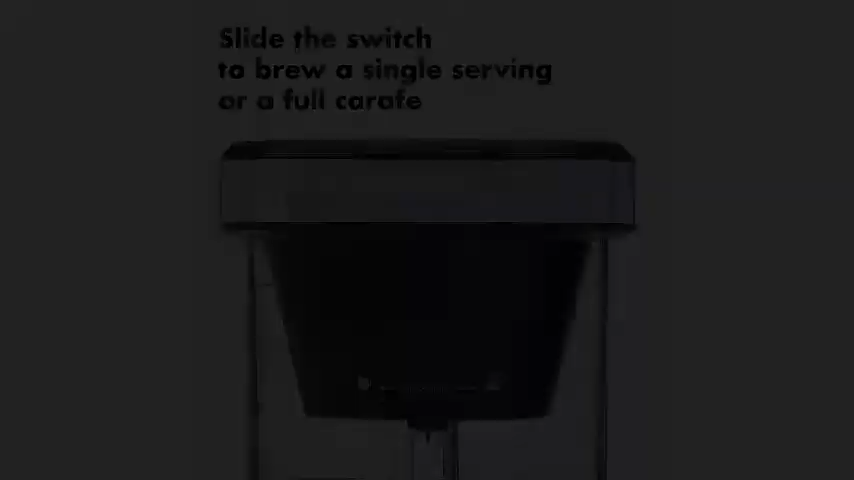 Slide the switch
to brew a single serving
or a full carafe